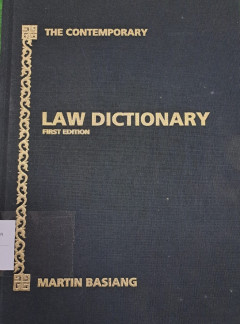 THE CONTEMPORARY
LAW DICTIONARY
FIRST EDITION
MARTIN BASIANG